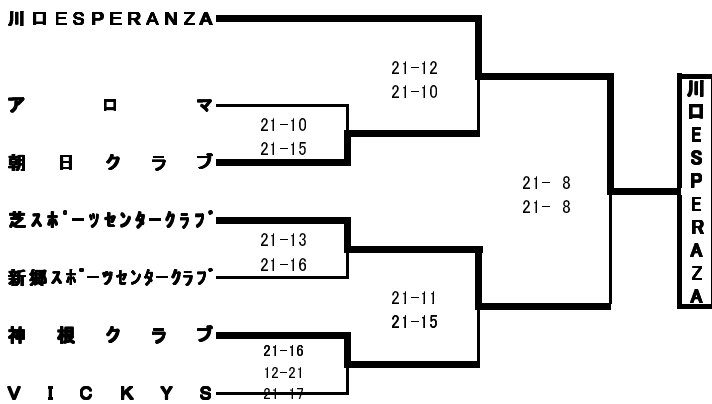 川口ESPERANZA
21-12
21-10
アロマ
21-10
21-15
朝日クラブ
21- 8
21- 8
芝スポーツセンタークラブ
21-13
21-16
新郷スポーツセンタークラブ
21-11
21-15
神根クラブ
21-16
12-21
21-17
VICKYS
川口ESPERAZA